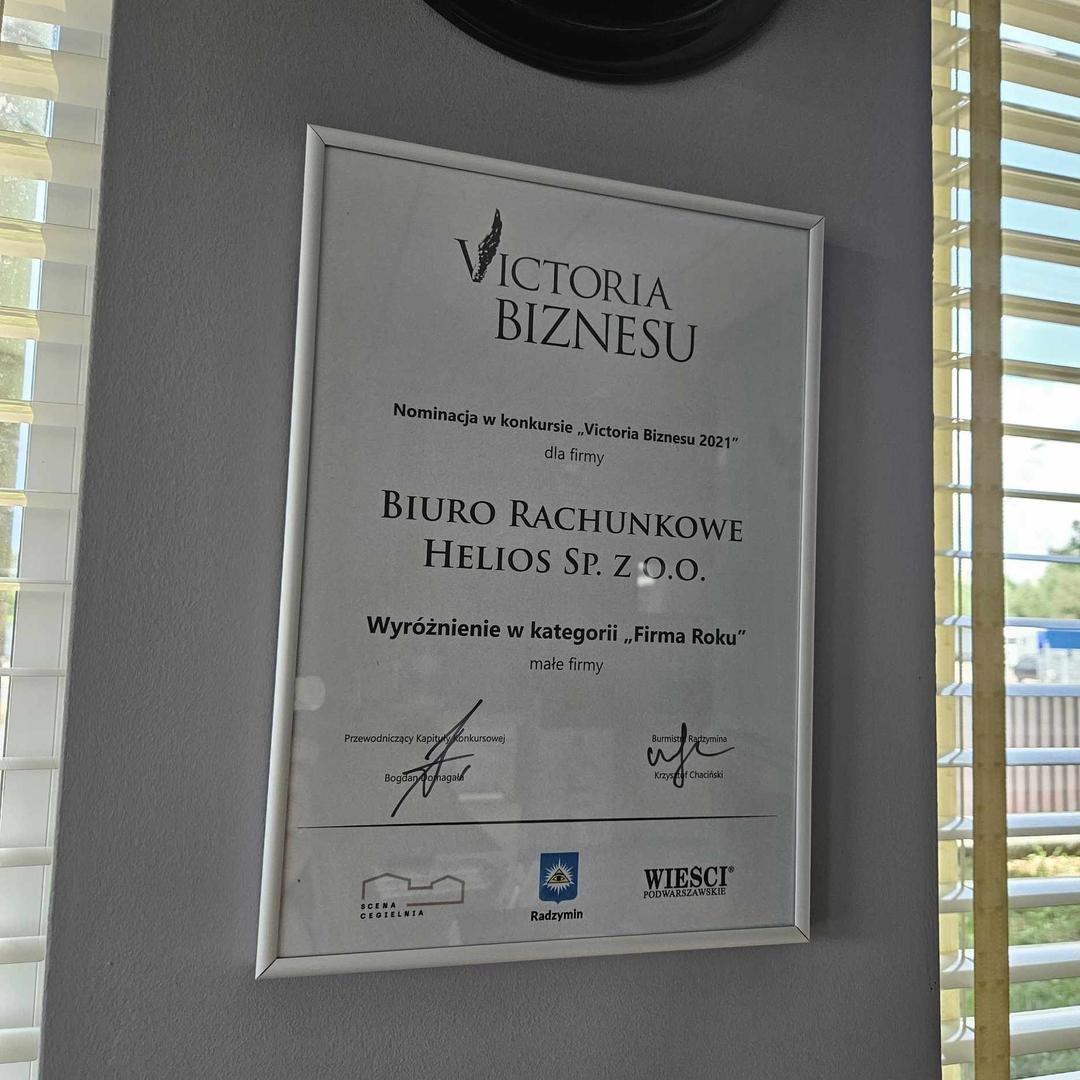 VICTORIA
BIZNESU
Nominacja w konkursie „Victoria Biznesu 2021”
dla firmy
BIURO RACHUNKOWE
HELIOS SP. Z O.O.
Wyróżnienie w kategorii „Firma Roku”
małe firmy
Przewodniczący Kapituły Konkursowej
Bogdan Domagała
Burmistrz Radzymina
Krzysztof Chaciński
SCENA
CEGIELNIA
Radzymin
WIEŚCI®
PODWARSZAWSKIE